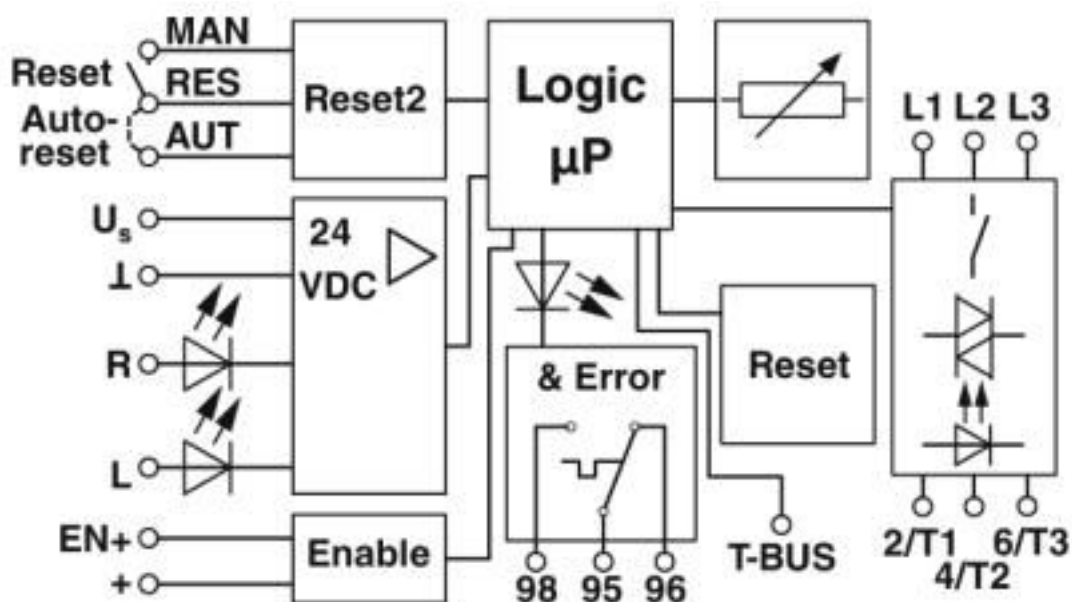 MAN
Reset
RES
Auto-
reset
AUT
Reset2
Logic
µP
L1 L2 L3
Us
⊥
24
VDC
R
L
EN+
+
Enable
& Error
98 95 96
Reset
T-BUS
2/T1 6/T3
4/T2